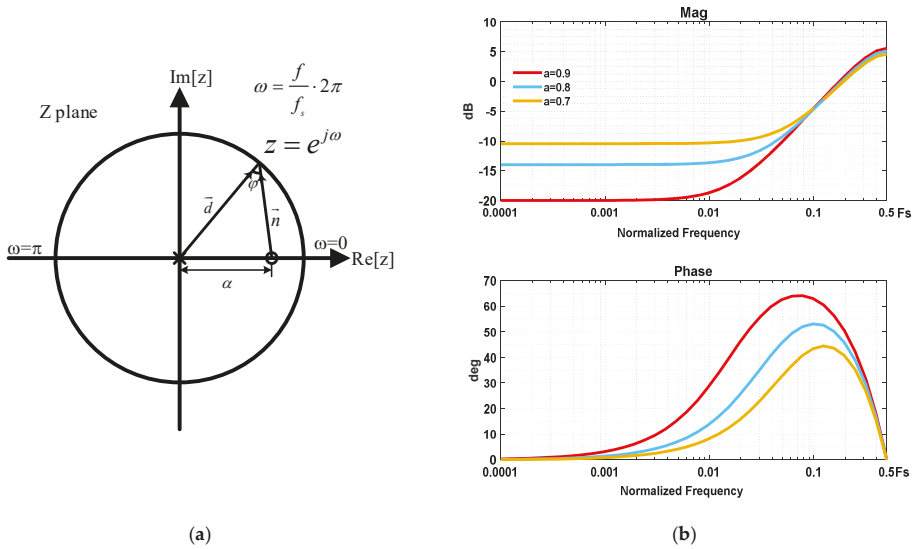 Im[z]
Z plane
ω = f/f_s · 2π
z = e^{jω}
φ
d⃗
n⃗
ω=π
ω=0
Re[z]
α
(a)
Mag
10
5
0
-5
-10
-15
-20
dB
a=0.9
a=0.8
a=0.7
0.0001 0.001 0.01 0.1 0.5 Fs
Normalized Frequency
Phase
70
60
50
40
30
20
10
0
deg
0.0001 0.001 0.01 0.1 0.5Fs
Normalized Frequency
(b)